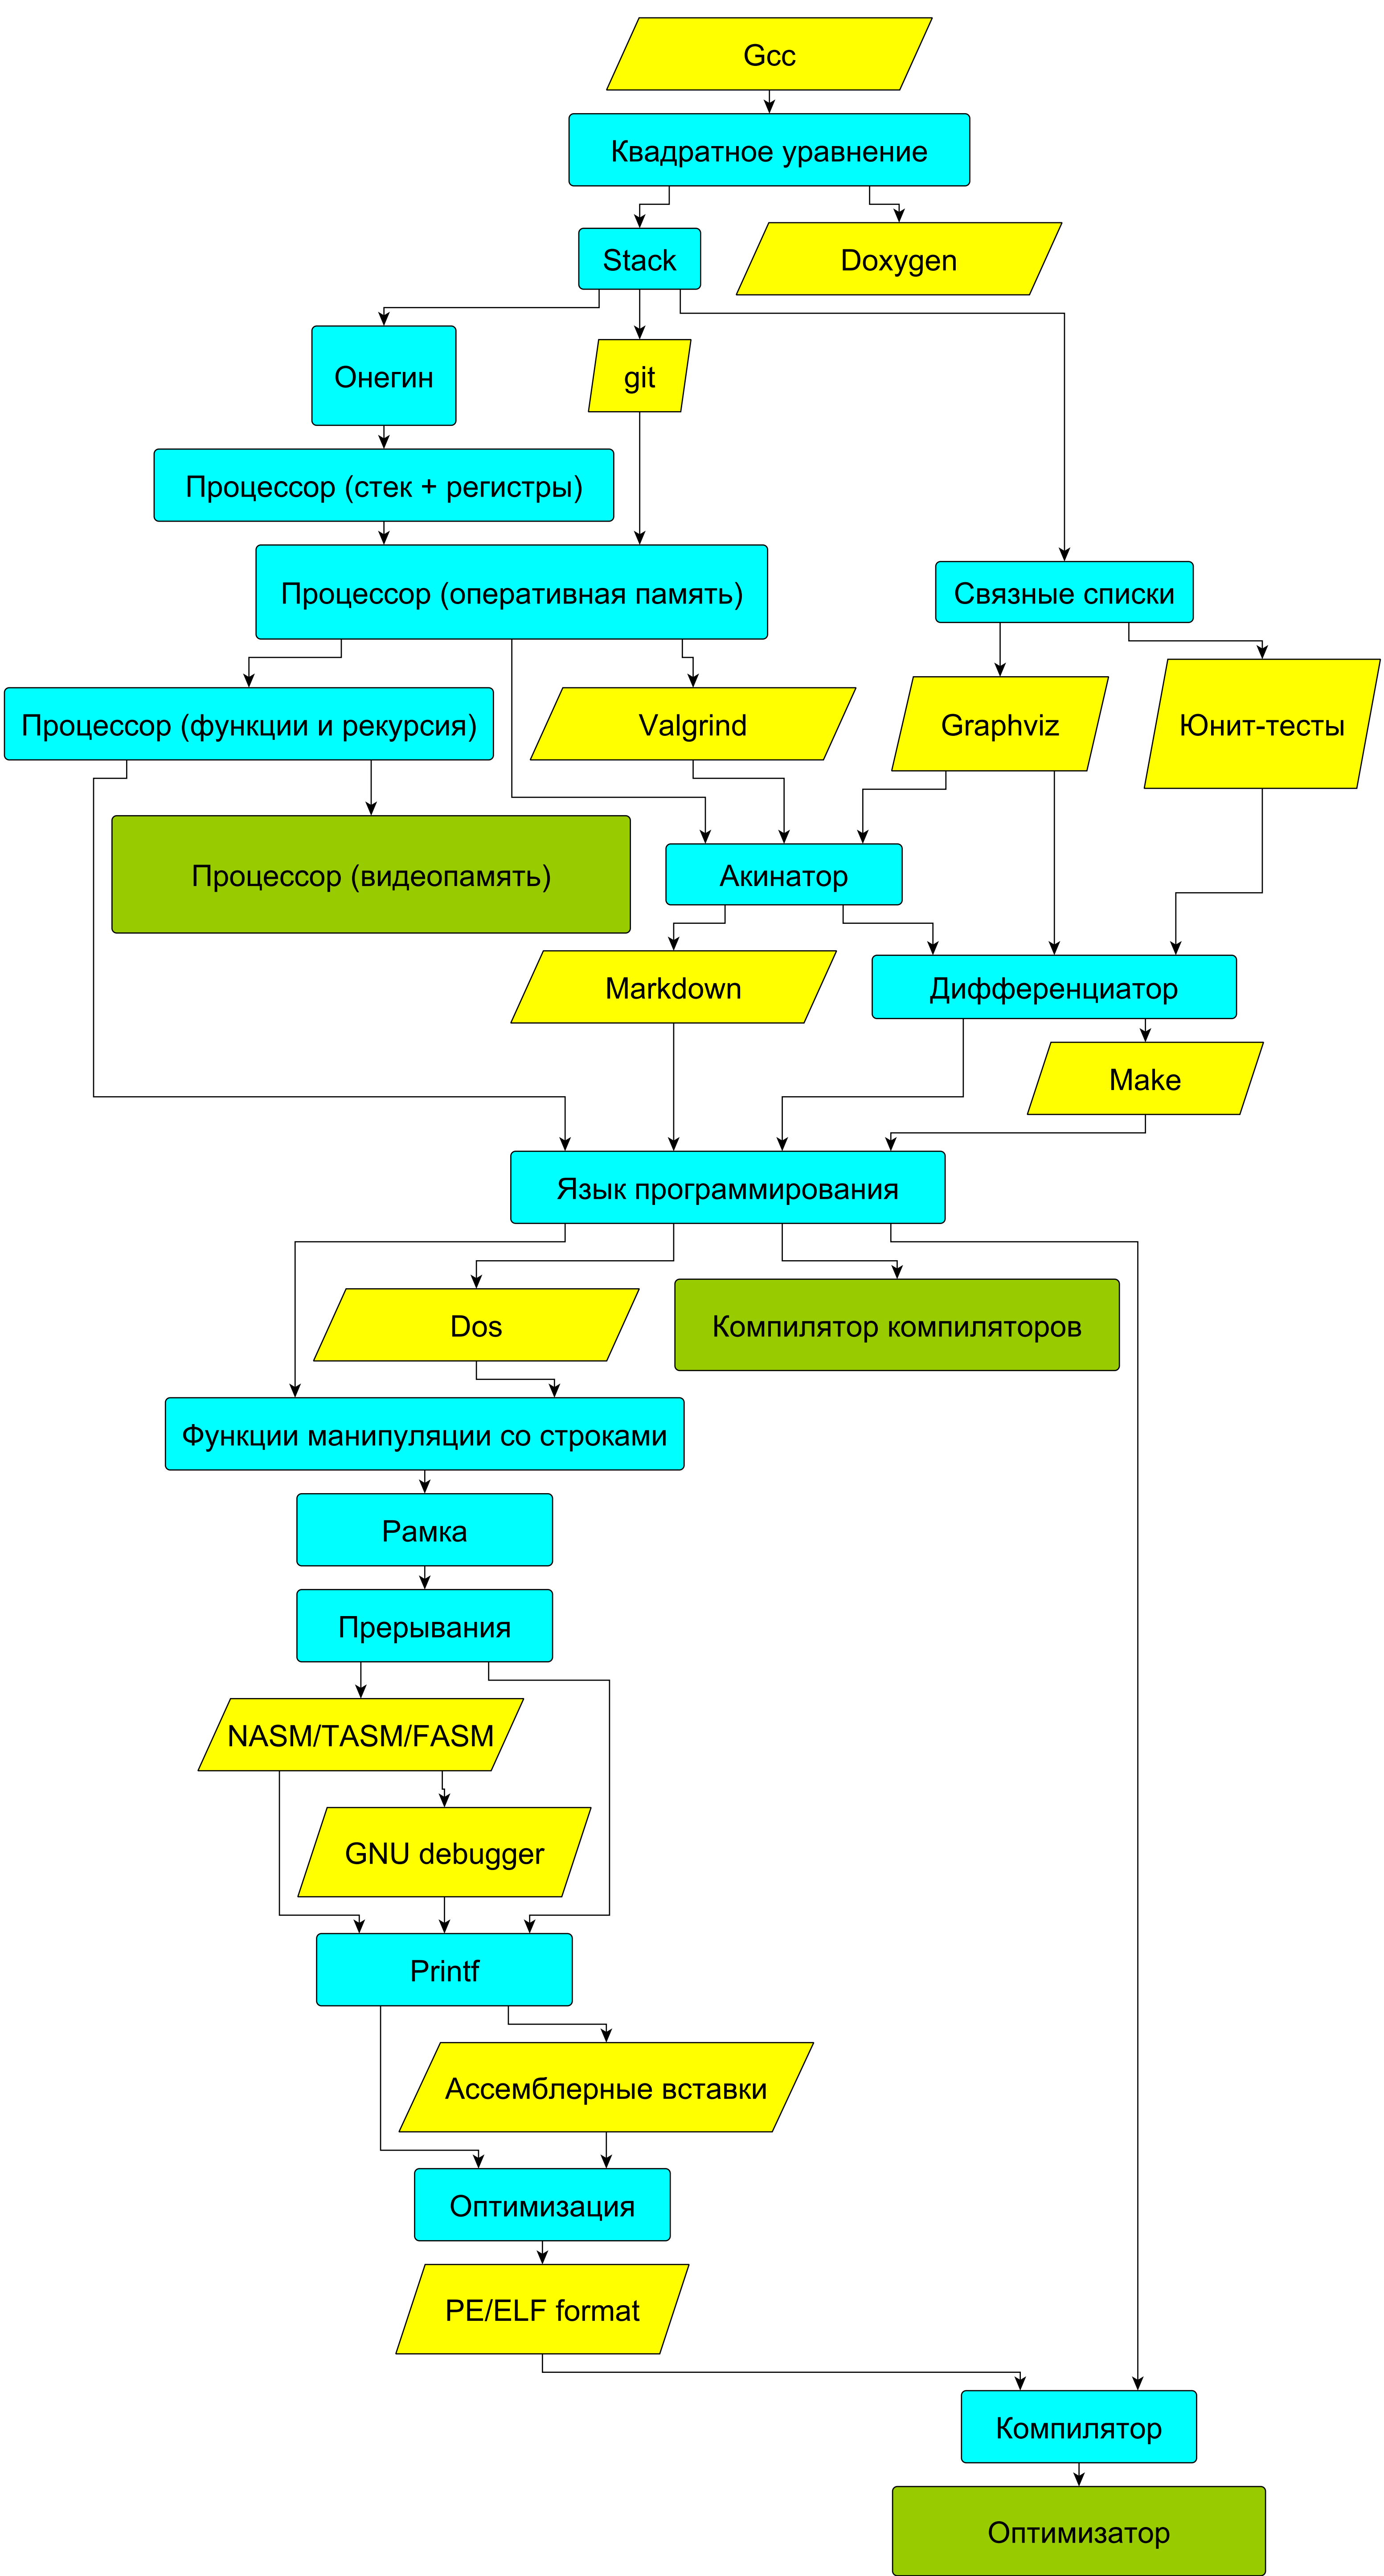 Gcc
Квадратное уравнение
Stack
Doxygen
Онегин
git
Процессор (стек + регистры)
Процессор (оперативная память)
Связные списки
Процессор (функции и рекурсия)
Valgrind
Graphviz
Юнит-тесты
Процессор (видеопамять)
Акинатор
Markdown
Дифференциатор
Make
Язык программирования
Dos
Компилятор компиляторов
Функции манипуляции со строками
Рамка
Прерывания
NASM/TASM/FASM
GNU debugger
Printf
Ассемблерные вставки
Оптимизация
PE/ELF format
Компилятор
Оптимизатор